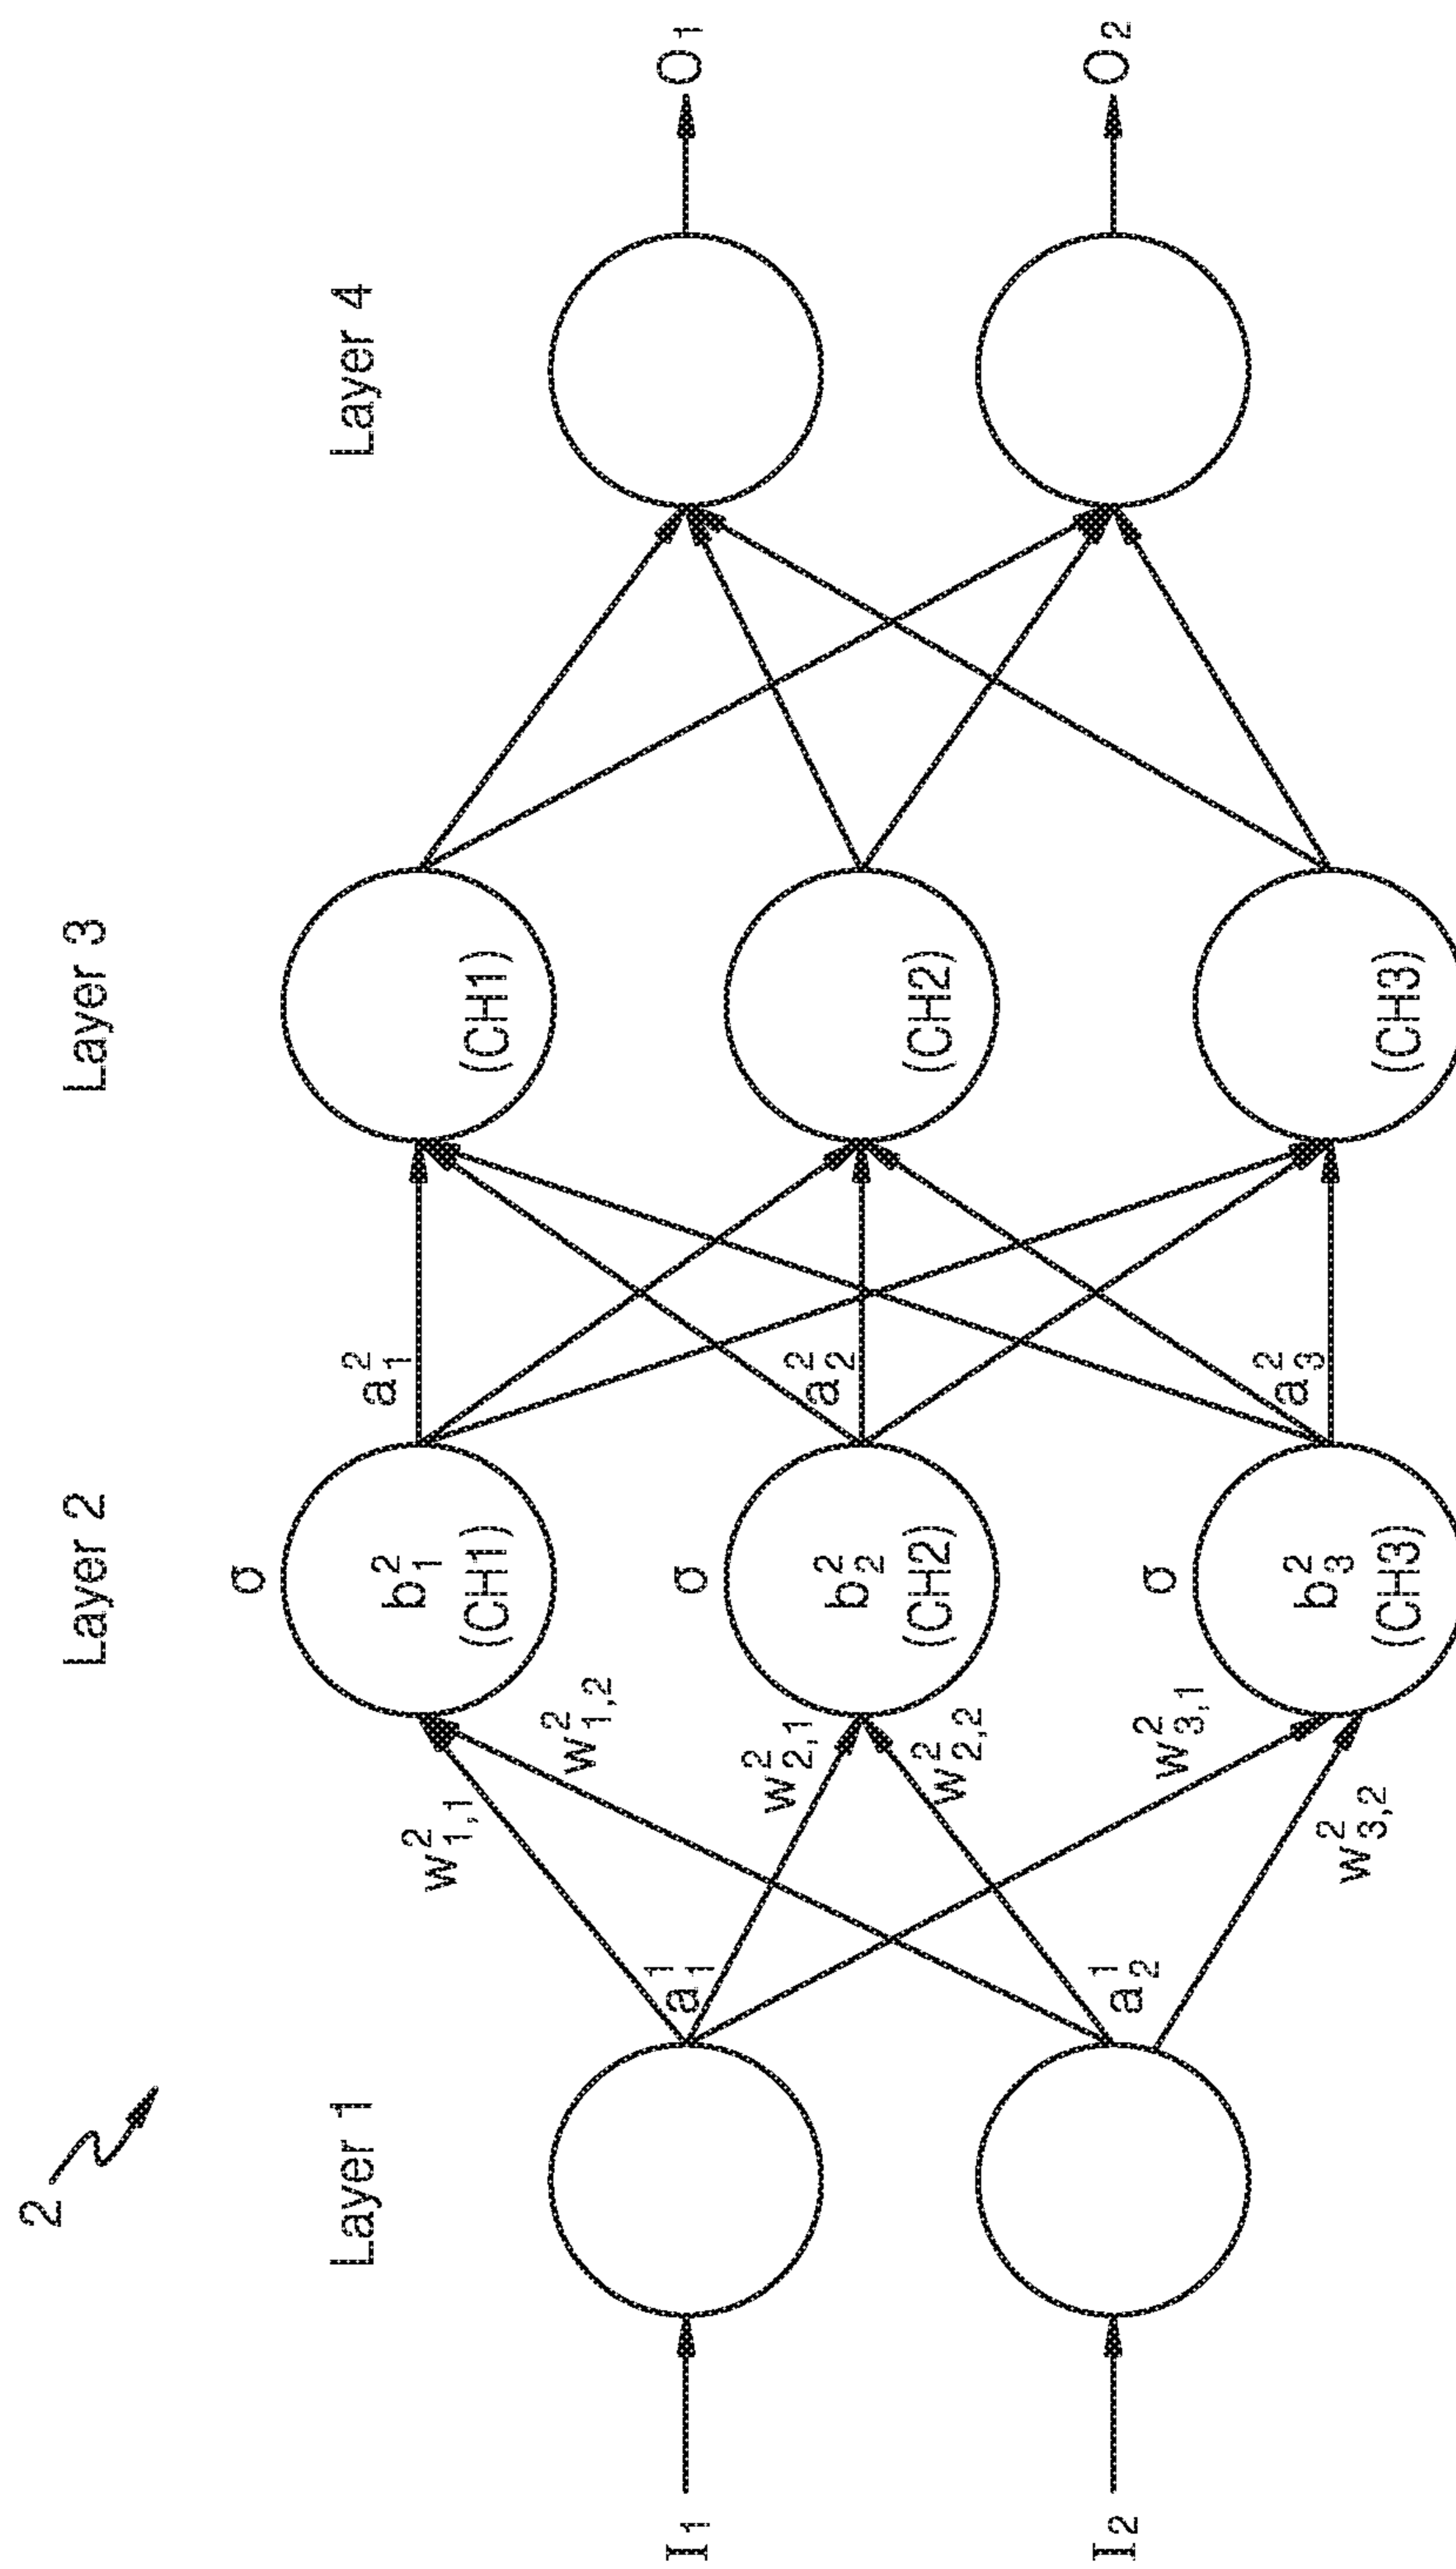 2
Layer 1
Layer 2
Layer 3
Layer 4
I₁
I₂
a¹₁
a¹₂
w²₁,₁
w²₁,₂
w²₂,₁
w²₂,₂
w²₃,₁
w²₃,₂
σ
b²₁
(CH1)
σ
b²₂
(CH2)
σ
b²₃
(CH3)
a²₁
a²₂
a²₃
(CH1)
(CH2)
(CH3)
O₁
O₂